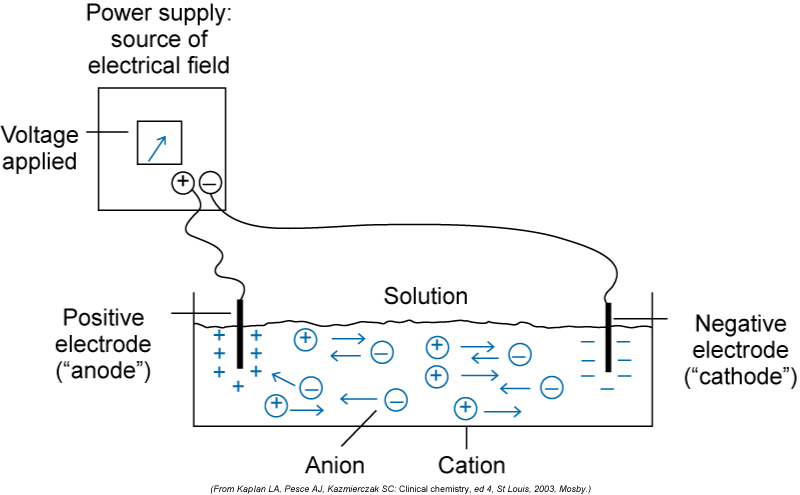 Power supply:
source of
electrical field
Voltage
applied
Solution
Positive
electrode
(“anode”)
Negative
electrode
(“cathode”)
Anion
Cation
(From Kaplan LA, Pesce AJ, Kazmierczak SC: Clinical chemistry, ed 4, St Louis, 2003, Mosby.)